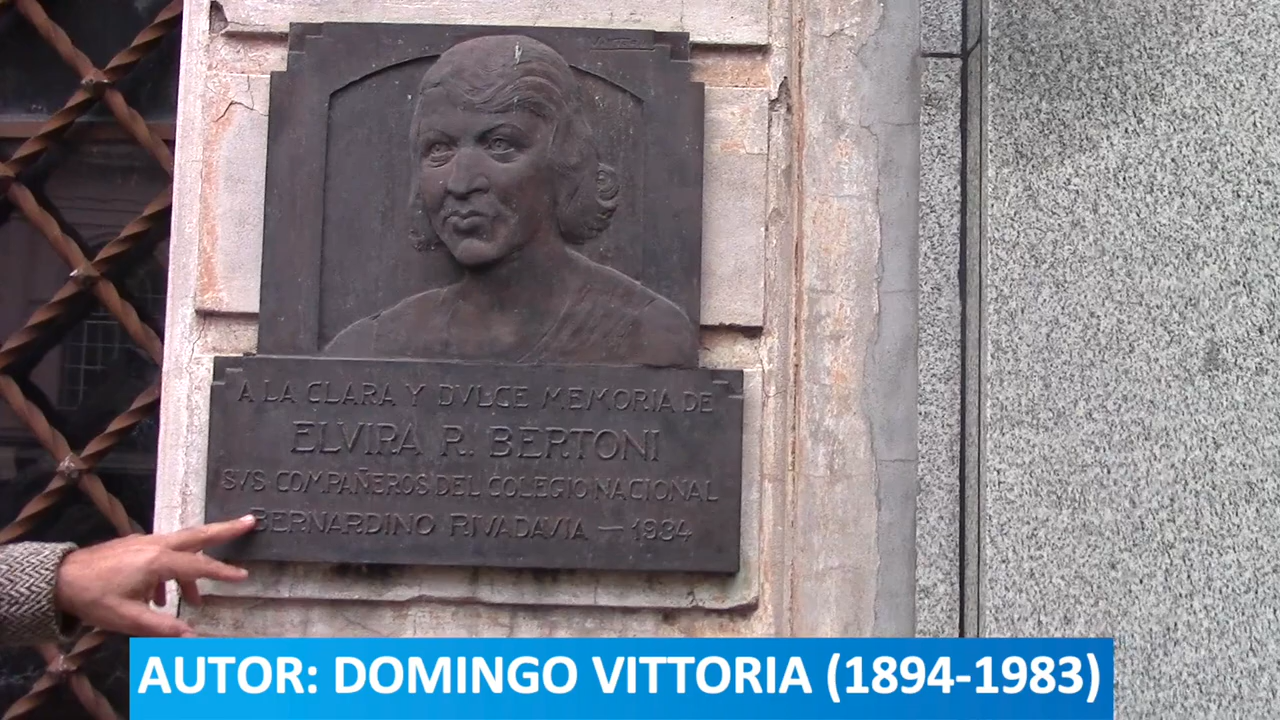 A LA CLARA Y DVLCE MEMORIA DE
ELVIRA R. BERTONI
SVS COMPAÑEROS DEL COLEGIO NACIONAL
BERNARDINO RIVADAVIA — 1934
AUTOR: DOMINGO VITTORIA (1894-1983)